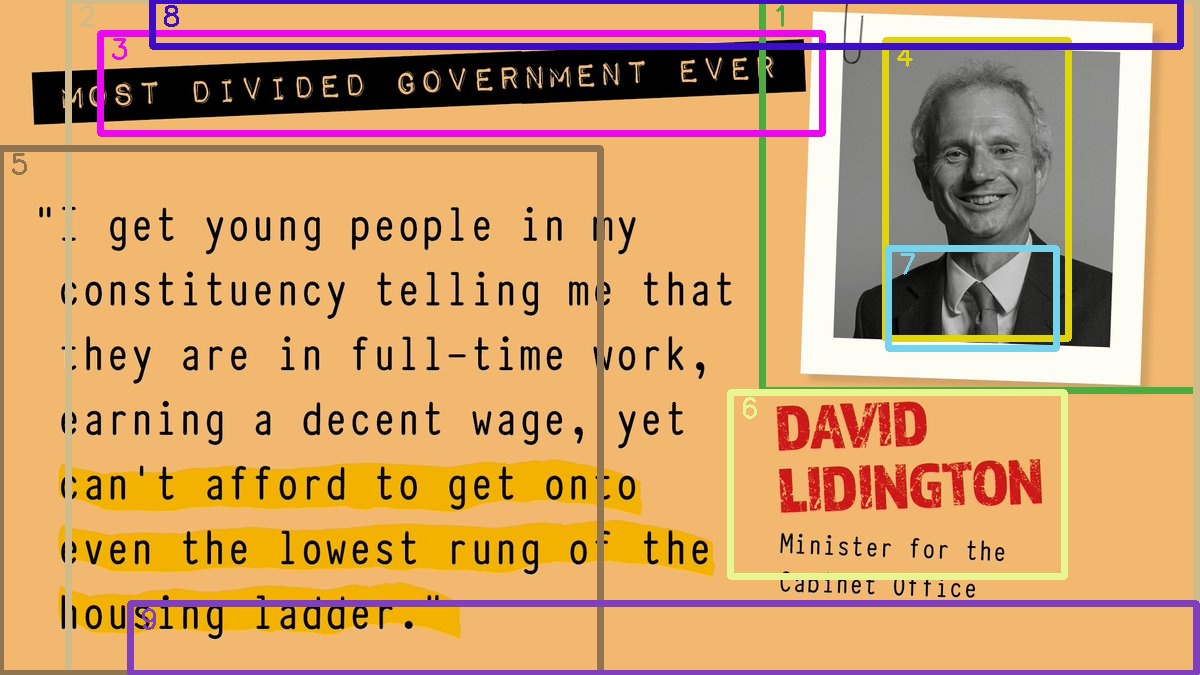 MOST DIVIDED GOVERNMENT EVER
"I get young people in my
constituency telling me that
they are in full-time work,
earning a decent wage, yet
can't afford to get onto
even the lowest rung of the
housing ladder."
DAVID
LIDINGTON
Minister for the
Cabinet Office